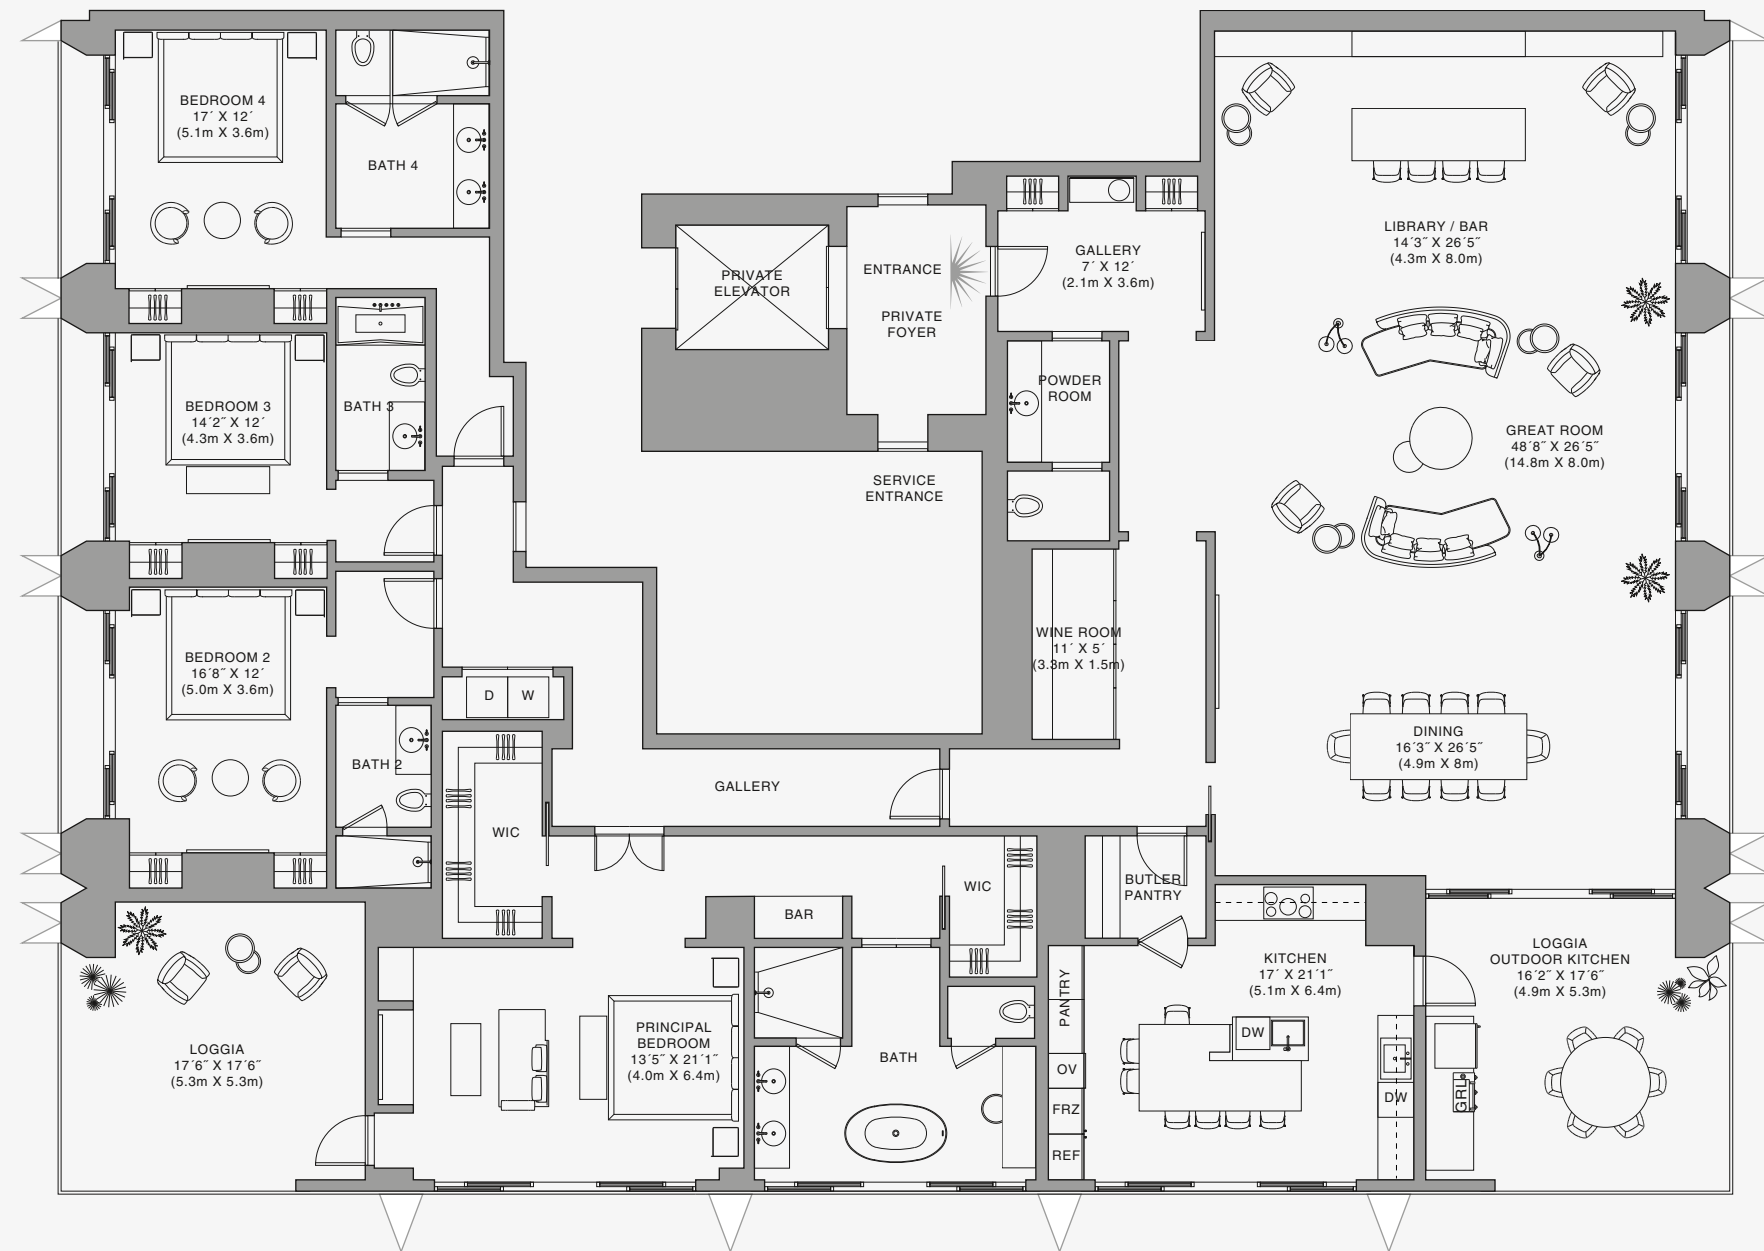 BEDROOM 4
17´ X 12´
(5.1m X 3.6m)
BATH 4
PRIVATE
ELEVATOR
ENTRANCE
PRIVATE
FOYER
GALLERY
7´ X 12´
(2.1m X 3.6m)
LIBRARY / BAR
14´3˝ X 26´5˝
(4.3m X 8.0m)
BEDROOM 3
14´2˝ X 12´
(4.3m X 3.6m)
BATH 3
POWDER
ROOM
GREAT ROOM
48´8˝ X 26´5˝
(14.8m X 8.0m)
SERVICE
ENTRANCE
BEDROOM 2
16´8˝ X 12´
(5.0m X 3.6m)
D
W
WINE ROOM
11´ X 5´
(3.3m X 1.5m)
BATH 2
DINING
16´3˝ X 26´5˝
(4.9m X 8m)
GALLERY
WIC
WIC
BUTLER
PANTRY
BAR
LOGGIA
17´6˝ X 17´6˝
(5.3m X 5.3m)
PRINCIPAL
BEDROOM
13´5˝ X 21´1˝
(4.0m X 6.4m)
BATH
PANTRY
OV
FRZ
REF
KITCHEN
17´ X 21´1˝
(5.1m X 6.4m)
DW
DW
LOGGIA
OUTDOOR KITCHEN
16´2˝ X 17´6˝
(4.9m X 5.3m)
GRL